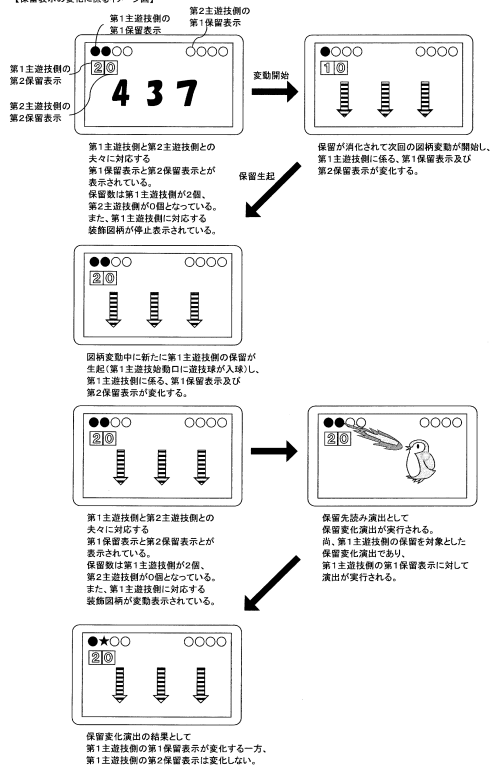 【保留表示の変化に係るイメージ図】
第1主遊技側の
第1保留表示
第2主遊技側の
第1保留表示
第1主遊技側の
第2保留表示
第2主遊技側の
第2保留表示
20
437
変動開始
10
第1主遊技側と第2主遊技側との
夫々に対応する
第1保留表示と第2保留表示とが
表示されている。
保留数は第1主遊技側が2個、
第2主遊技側が0個となっている。
また、第1主遊技側に対応する
装飾図柄が停止表示されている。
保留が消化されて次回の図柄変動が開始し、
第1主遊技側に係る、第1保留表示及び
第2保留表示が変化する。
保留生起
20
図柄変動中に新たに第1主遊技側の保留が
生起(第1主遊技始動口に遊技球が入球)し、
第1主遊技側に係る、第1保留表示及び
第2保留表示が変化する。
20
20
第1主遊技側と第2主遊技側との
夫々に対応する
第1保留表示と第2保留表示とが
表示されている。
保留数は第1主遊技側が2個、
第2主遊技側が0個となっている。
また、第1主遊技側に対応する
装飾図柄が変動表示されている。
保留先読み演出として
保留変化演出が実行される。
尚、第1主遊技側の保留を対象とした
保留変化演出であり、
第1主遊技側の第1保留表示に対して
演出が実行される。
20
保留変化演出の結果として
第1主遊技側の第1保留表示が変化する一方、
第1主遊技側の第2保留表示は変化しない。